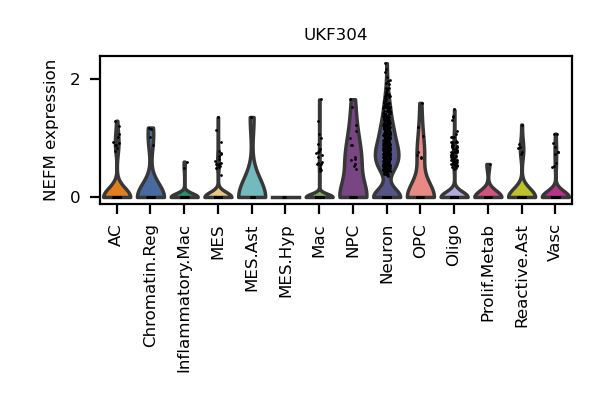 UKF304
NEFM expression
2
0
AC
Chromatin.Reg
Inflammatory.Mac
MES
MES.Ast
MES.Hyp
Mac
NPC
Neuron
OPC
Oligo
Prolif.Metab
Reactive.Ast
Vasc